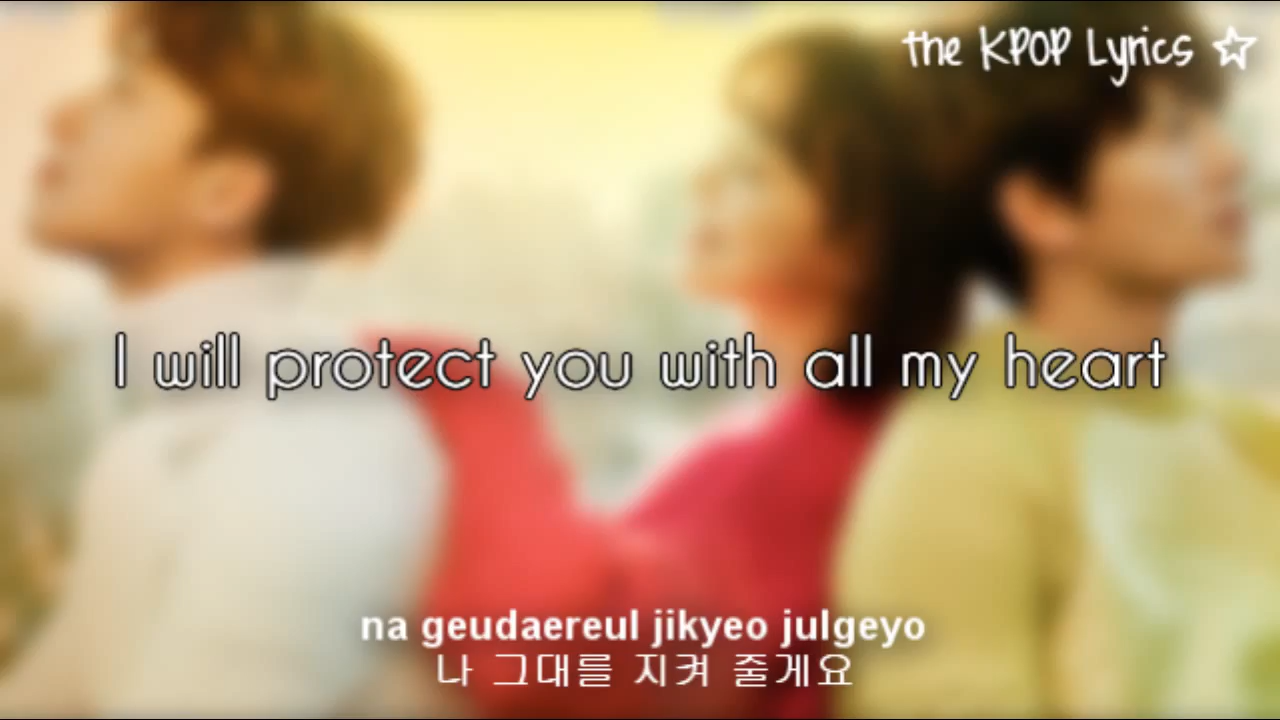 the KPOP Lyrics ☆
I will protect you with all my heart
na geudaereul jikyeo julgeyo
나 그대를 지켜 줄게요